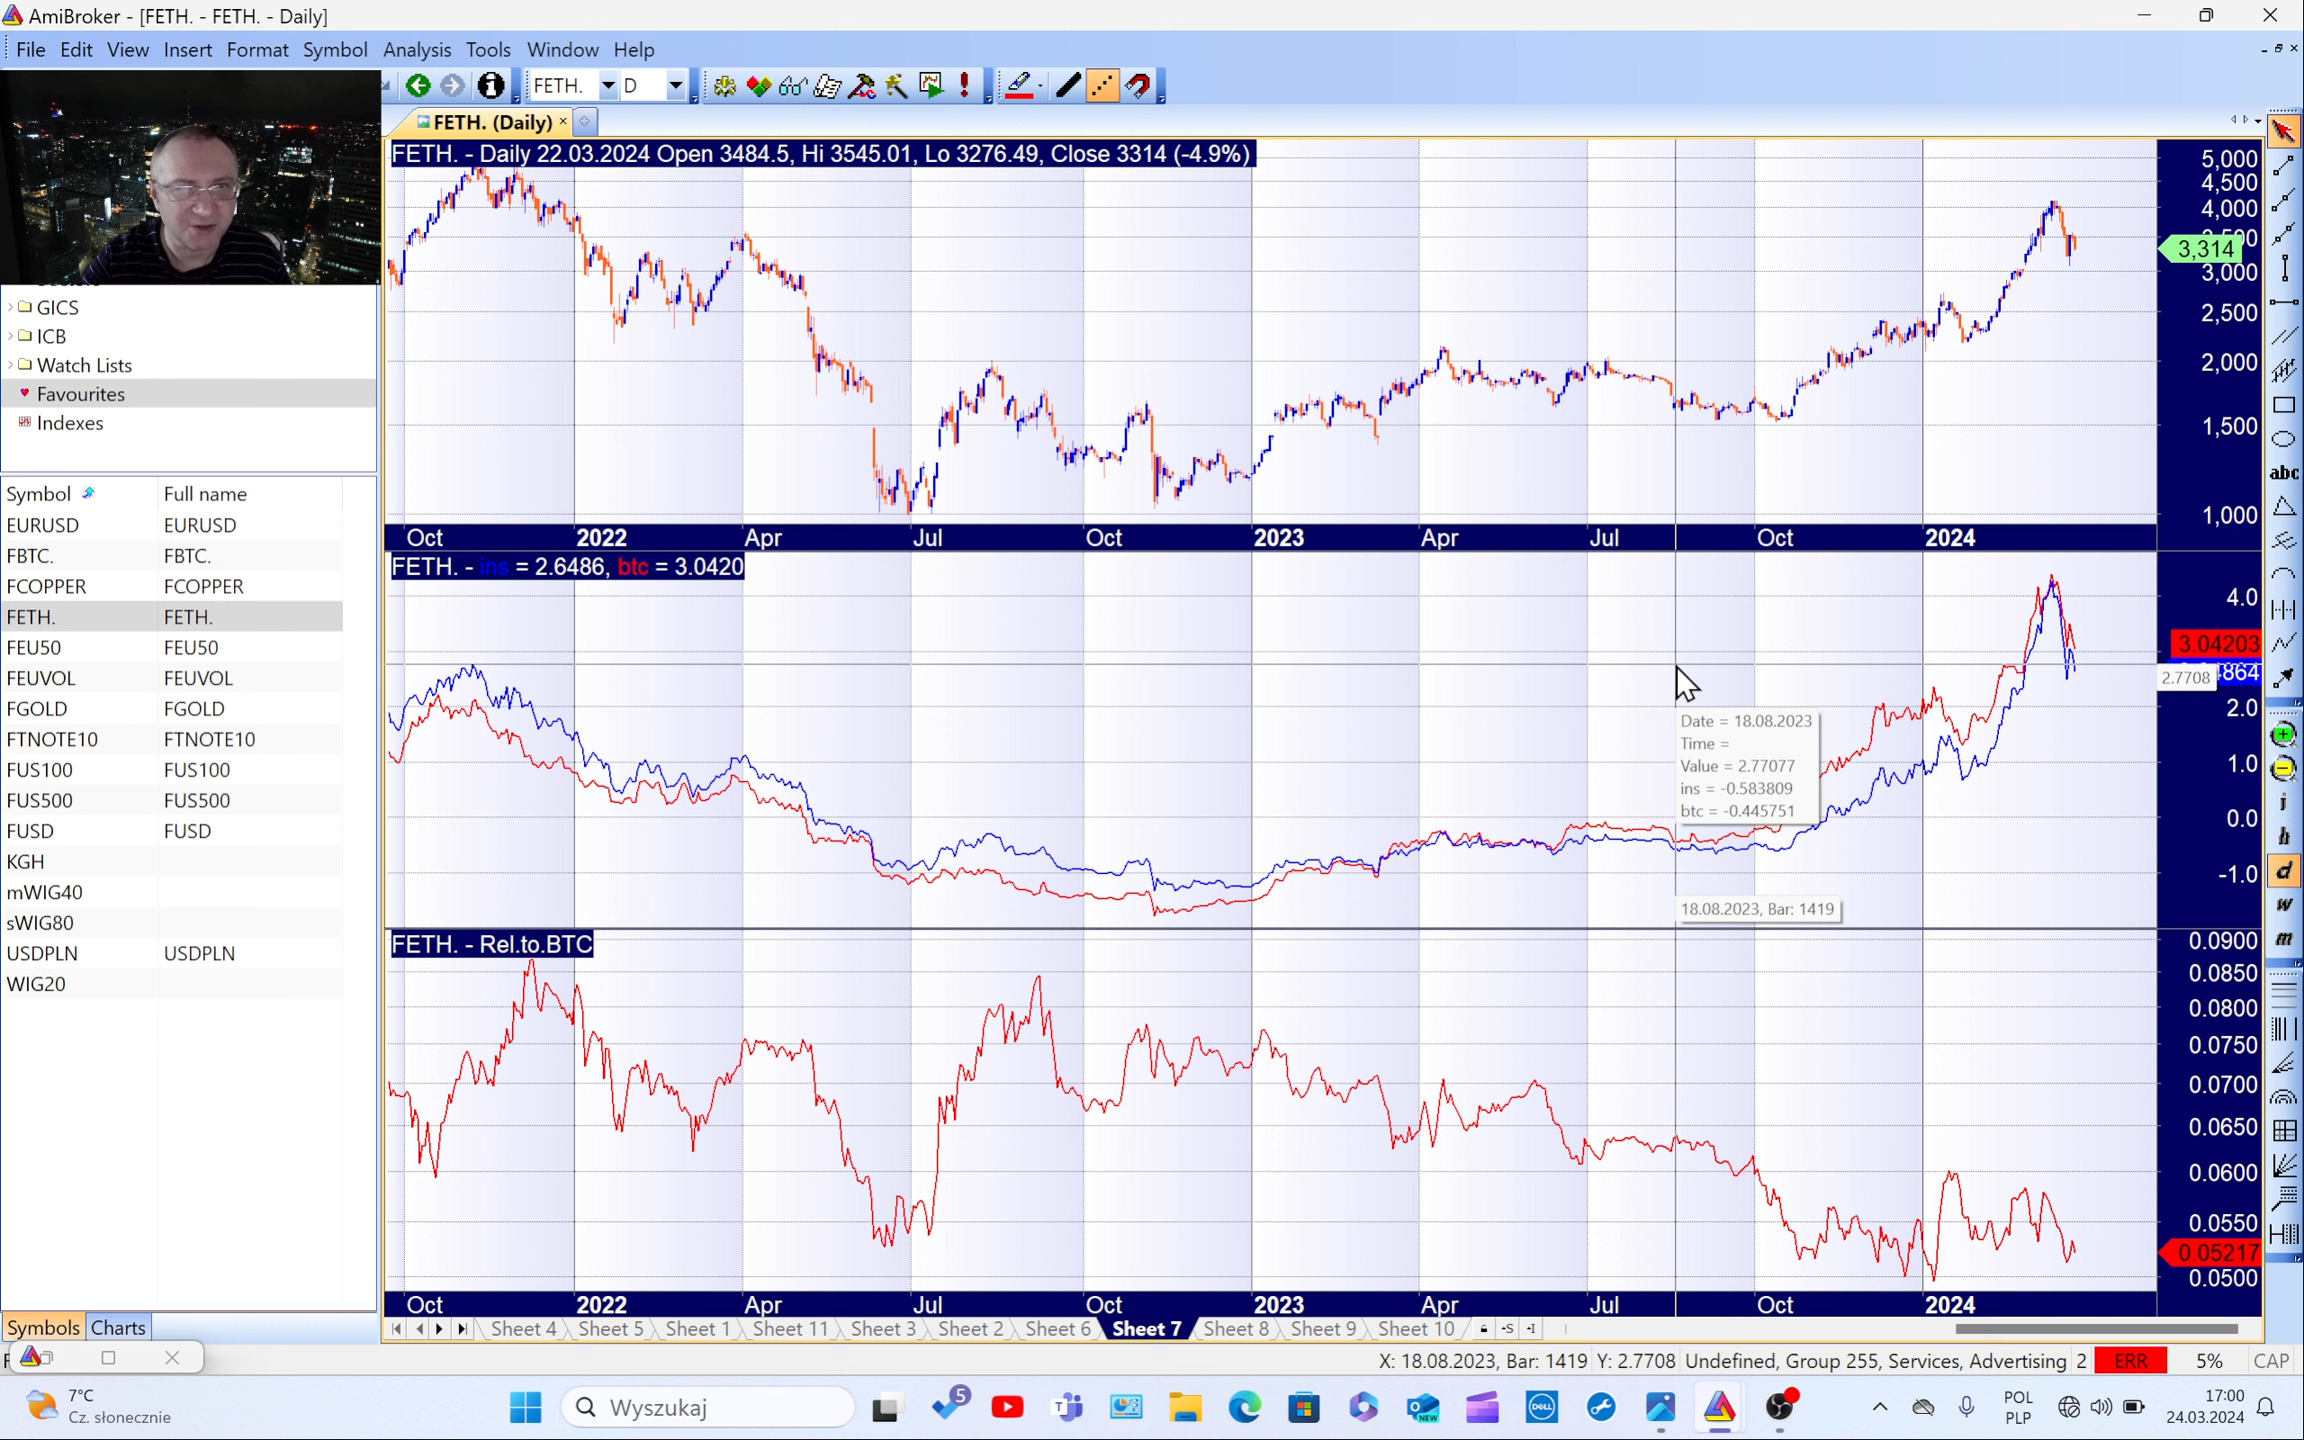 AmiBroker - [FETH. - FETH. - Daily]
File Edit View Insert Format Symbol Analysis Tools Window Help
FETH. D
FETH. (Daily)
GICS
ICB
Watch Lists
Favourites
Indexes
Symbol Full name
EURUSD EURUSD
FBTC. FBTC.
FCOPPER FCOPPER
FETH. FETH.
FEU50 FEU50
FEUVOL FEUVOL
FGOLD FGOLD
FTNOTE10 FTNOTE10
FUS100 FUS100
FUS500 FUS500
FUSD FUSD
KGH
mWIG40
sWIG80
USDPLN USDPLN
WIG20
Symbols Charts
FETH. - Daily 22.03.2024 Open 3484.5, Hi 3545.01, Lo 3276.49, Close 3314 (-4.9%)
5,000
4,500
4,000
3,314
3,000
2,500
2,000
1,500
1,000
Oct 2022 Apr Jul Oct 2023 Apr Jul Oct 2024
FETH. - ins = 2.6486, btc = 3.0420
4.0
3.04203
2.7708
2.0
1.0
0.0
-1.0
Date = 18.08.2023
Time =
Value = 2.77077
ins = -0.583809
btc = -0.445751
18.08.2023, Bar: 1419
FETH. - Rel.to.BTC
0.0900
0.0850
0.0800
0.0750
0.0700
0.0650
0.0600
0.0550
0.05217
0.0500
Oct 2022 Apr Jul Oct 2023 Apr Jul Oct 2024
Sheet 4 Sheet 5 Sheet 1 Sheet 11 Sheet 3 Sheet 2 Sheet 6 Sheet 7 Sheet 8 Sheet 9 Sheet 10
X: 18.08.2023, Bar: 1419 Y: 2.7708 Undefined, Group 255, Services, Advertising 2 ERR 5% CAP
abc
i
h
d
w
m
7°C
Cz. słonecznie
Wyszukaj
5
DELL
NEW
POL
PLP
17:00
24.03.2024